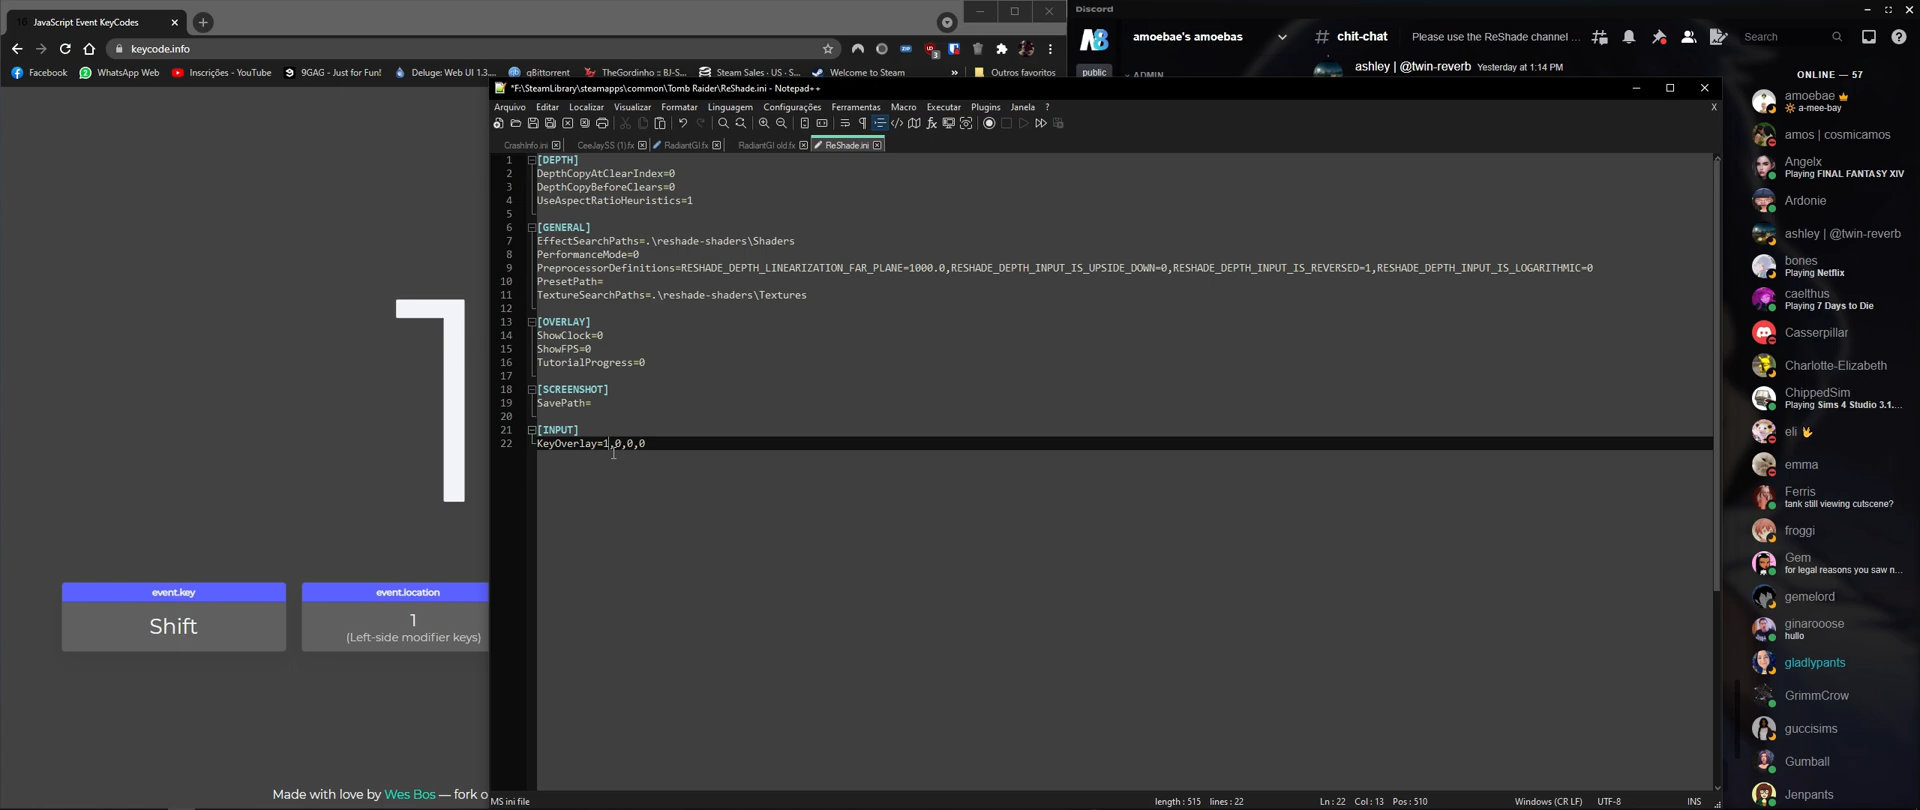 JavaScript Event KeyCodes
keycode.info
Facebook
WhatsApp Web
Inscrições - YouTube
9GAG - Just for Fun!
Deluge: Web UI 1.3....
qBittorrent
TheGordinho :: BJ-S...
Steam Sales · US · S...
Welcome to Steam
»
Outros favoritos
1
event.key
Shift
event.location
1
(Left-side modifier keys)
Made with love by Wes Bos — fork o
*F:\SteamLibrary\steamapps\common\Tomb Raider\ReShade.ini - Notepad++
Arquivo Editar Localizar Visualizar Formatar Linguagem Configurações Ferramentas Macro Executar Plugins Janela ?
X
CrashInfo.ini
CeeJaySS (1).fx
RadiantGI.fx
RadiantGI old.fx
ReShade.ini
1 [DEPTH]
2 DepthCopyAtClearIndex=0
3 DepthCopyBeforeClears=0
4 UseAspectRatioHeuristics=1
5
6 [GENERAL]
7 EffectSearchPaths=.\reshade-shaders\Shaders
8 PerformanceMode=0
9 PreprocessorDefinitions=RESHADE_DEPTH_LINEARIZATION_FAR_PLANE=1000.0,RESHADE_DEPTH_INPUT_IS_UPSIDE_DOWN=0,RESHADE_DEPTH_INPUT_IS_REVERSED=1,RESHADE_DEPTH_INPUT_IS_LOGARITHMIC=0
10 PresetPath=
11 TextureSearchPaths=.\reshade-shaders\Textures
12
13 [OVERLAY]
14 ShowClock=0
15 ShowFPS=0
16 TutorialProgress=0
17
18 [SCREENSHOT]
19 SavePath=
20
21 [INPUT]
22 KeyOverlay=1,0,0,0
MS ini file
length : 515 lines : 22
Ln : 22 Col : 13 Pos : 510
Windows (CR LF)
UTF-8
INS
Discord
amoebae's amoebas
public
ADMIN
# chit-chat
Please use the ReShade channel ...
Search
ashley | @twin-reverb Yesterday at 1:14 PM
ONLINE — 57
amoebae
a-mee-bay
amos | cosmicamos
Angelx
Playing FINAL FANTASY XIV
Ardonie
ashley | @twin-reverb
bones
Playing Netflix
caelthus
Playing 7 Days to Die
Casserpillar
Charlotte-Elizabeth
ChippedSim
Playing Sims 4 Studio 3.1....
eli
emma
Ferris
tank still viewing cutscene?
froggi
Gem
for legal reasons you saw n...
gemelord
ginarooose
hullo
gladlypants
GrimmCrow
guccisims
Gumball
Jenpants